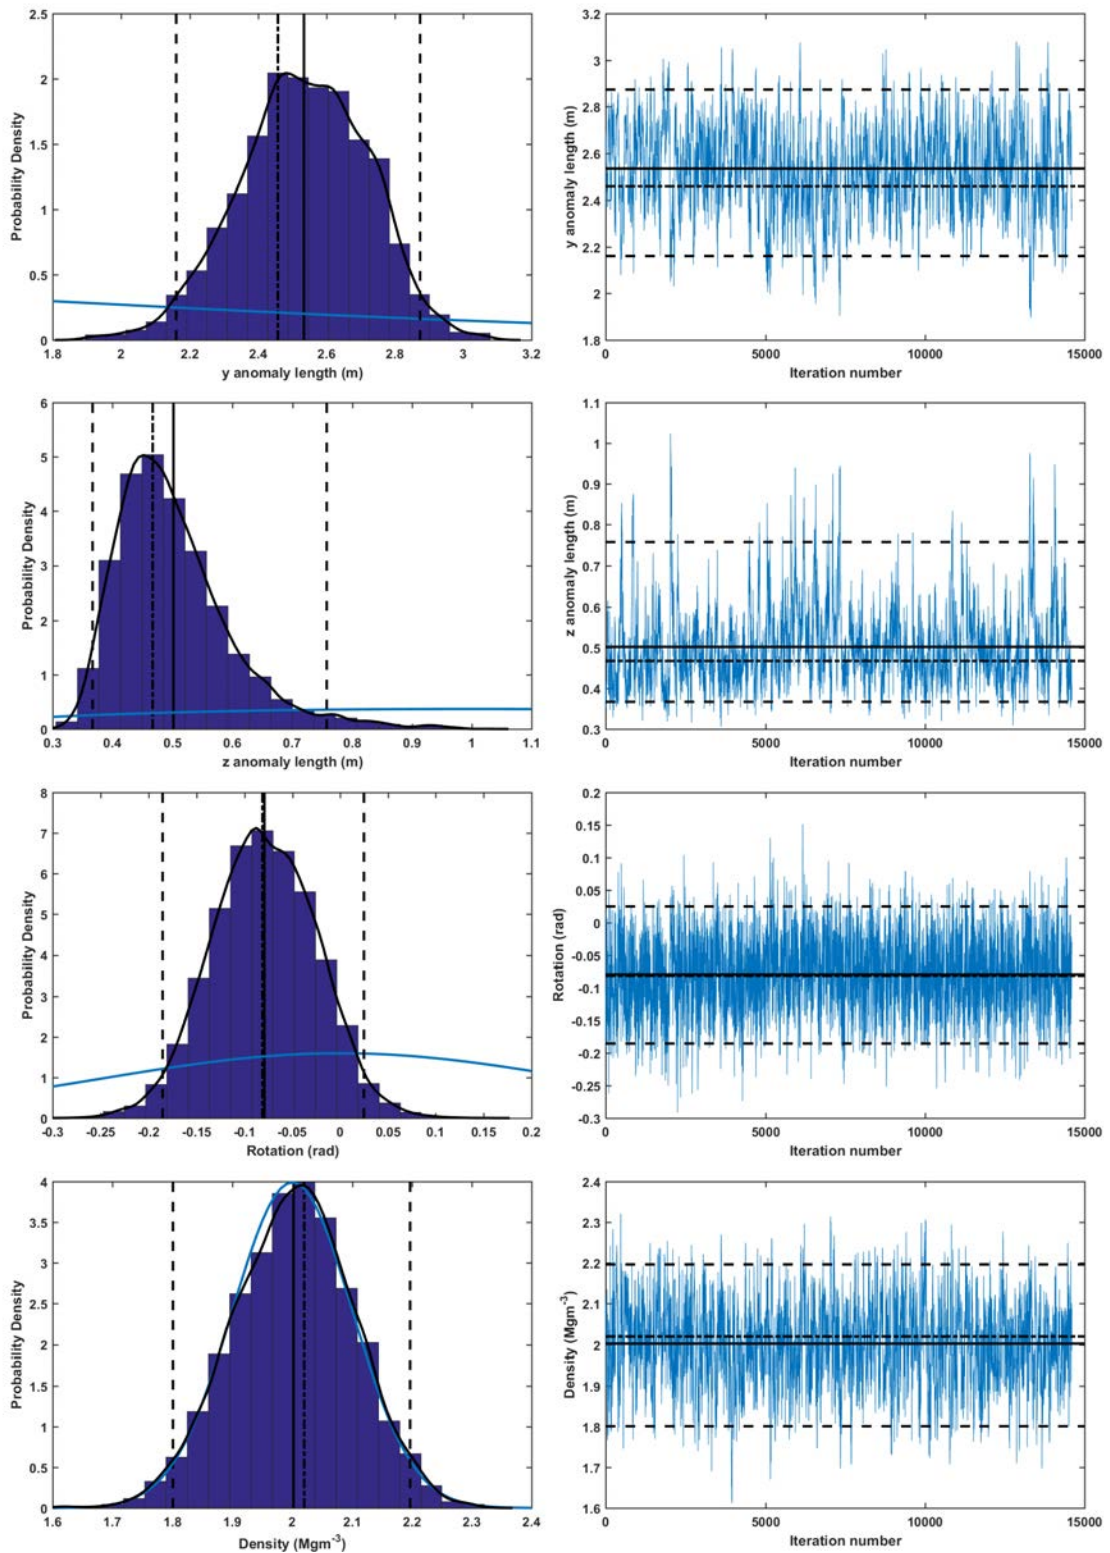 2.5
2
1.5
1
0.5
0
Probability Density
1.8 2 2.2 2.4 2.6 2.8 3 3.2
y anomaly length (m)
3.2
3
2.8
2.6
2.4
2.2
2
1.8
y anomaly length (m)
0 5000 10000 15000
Iteration number
6
5
4
3
2
1
0
Probability Density
0.3 0.4 0.5 0.6 0.7 0.8 0.9 1 1.1
z anomaly length (m)
1.1
1
0.9
0.8
0.7
0.6
0.5
0.4
0.3
z anomaly length (m)
0 5000 10000 15000
Iteration number
8
7
6
5
4
3
2
1
0
Probability Density
-0.3 -0.25 -0.2 -0.15 -0.1 -0.05 0 0.05 0.1 0.15 0.2
Rotation (rad)
0.2
0.15
0.1
0.05
0
-0.05
-0.1
-0.15
-0.2
-0.25
-0.3
Rotation (rad)
0 5000 10000 15000
Iteration number
4
3.5
3
2.5
2
1.5
1
0.5
0
Probability Density
1.6 1.7 1.8 1.9 2 2.1 2.2 2.3 2.4
Density (Mgm⁻³)
2.4
2.3
2.2
2.1
2
1.9
1.8
1.7
1.6
Density (Mgm⁻³)
0 5000 10000 15000
Iteration number